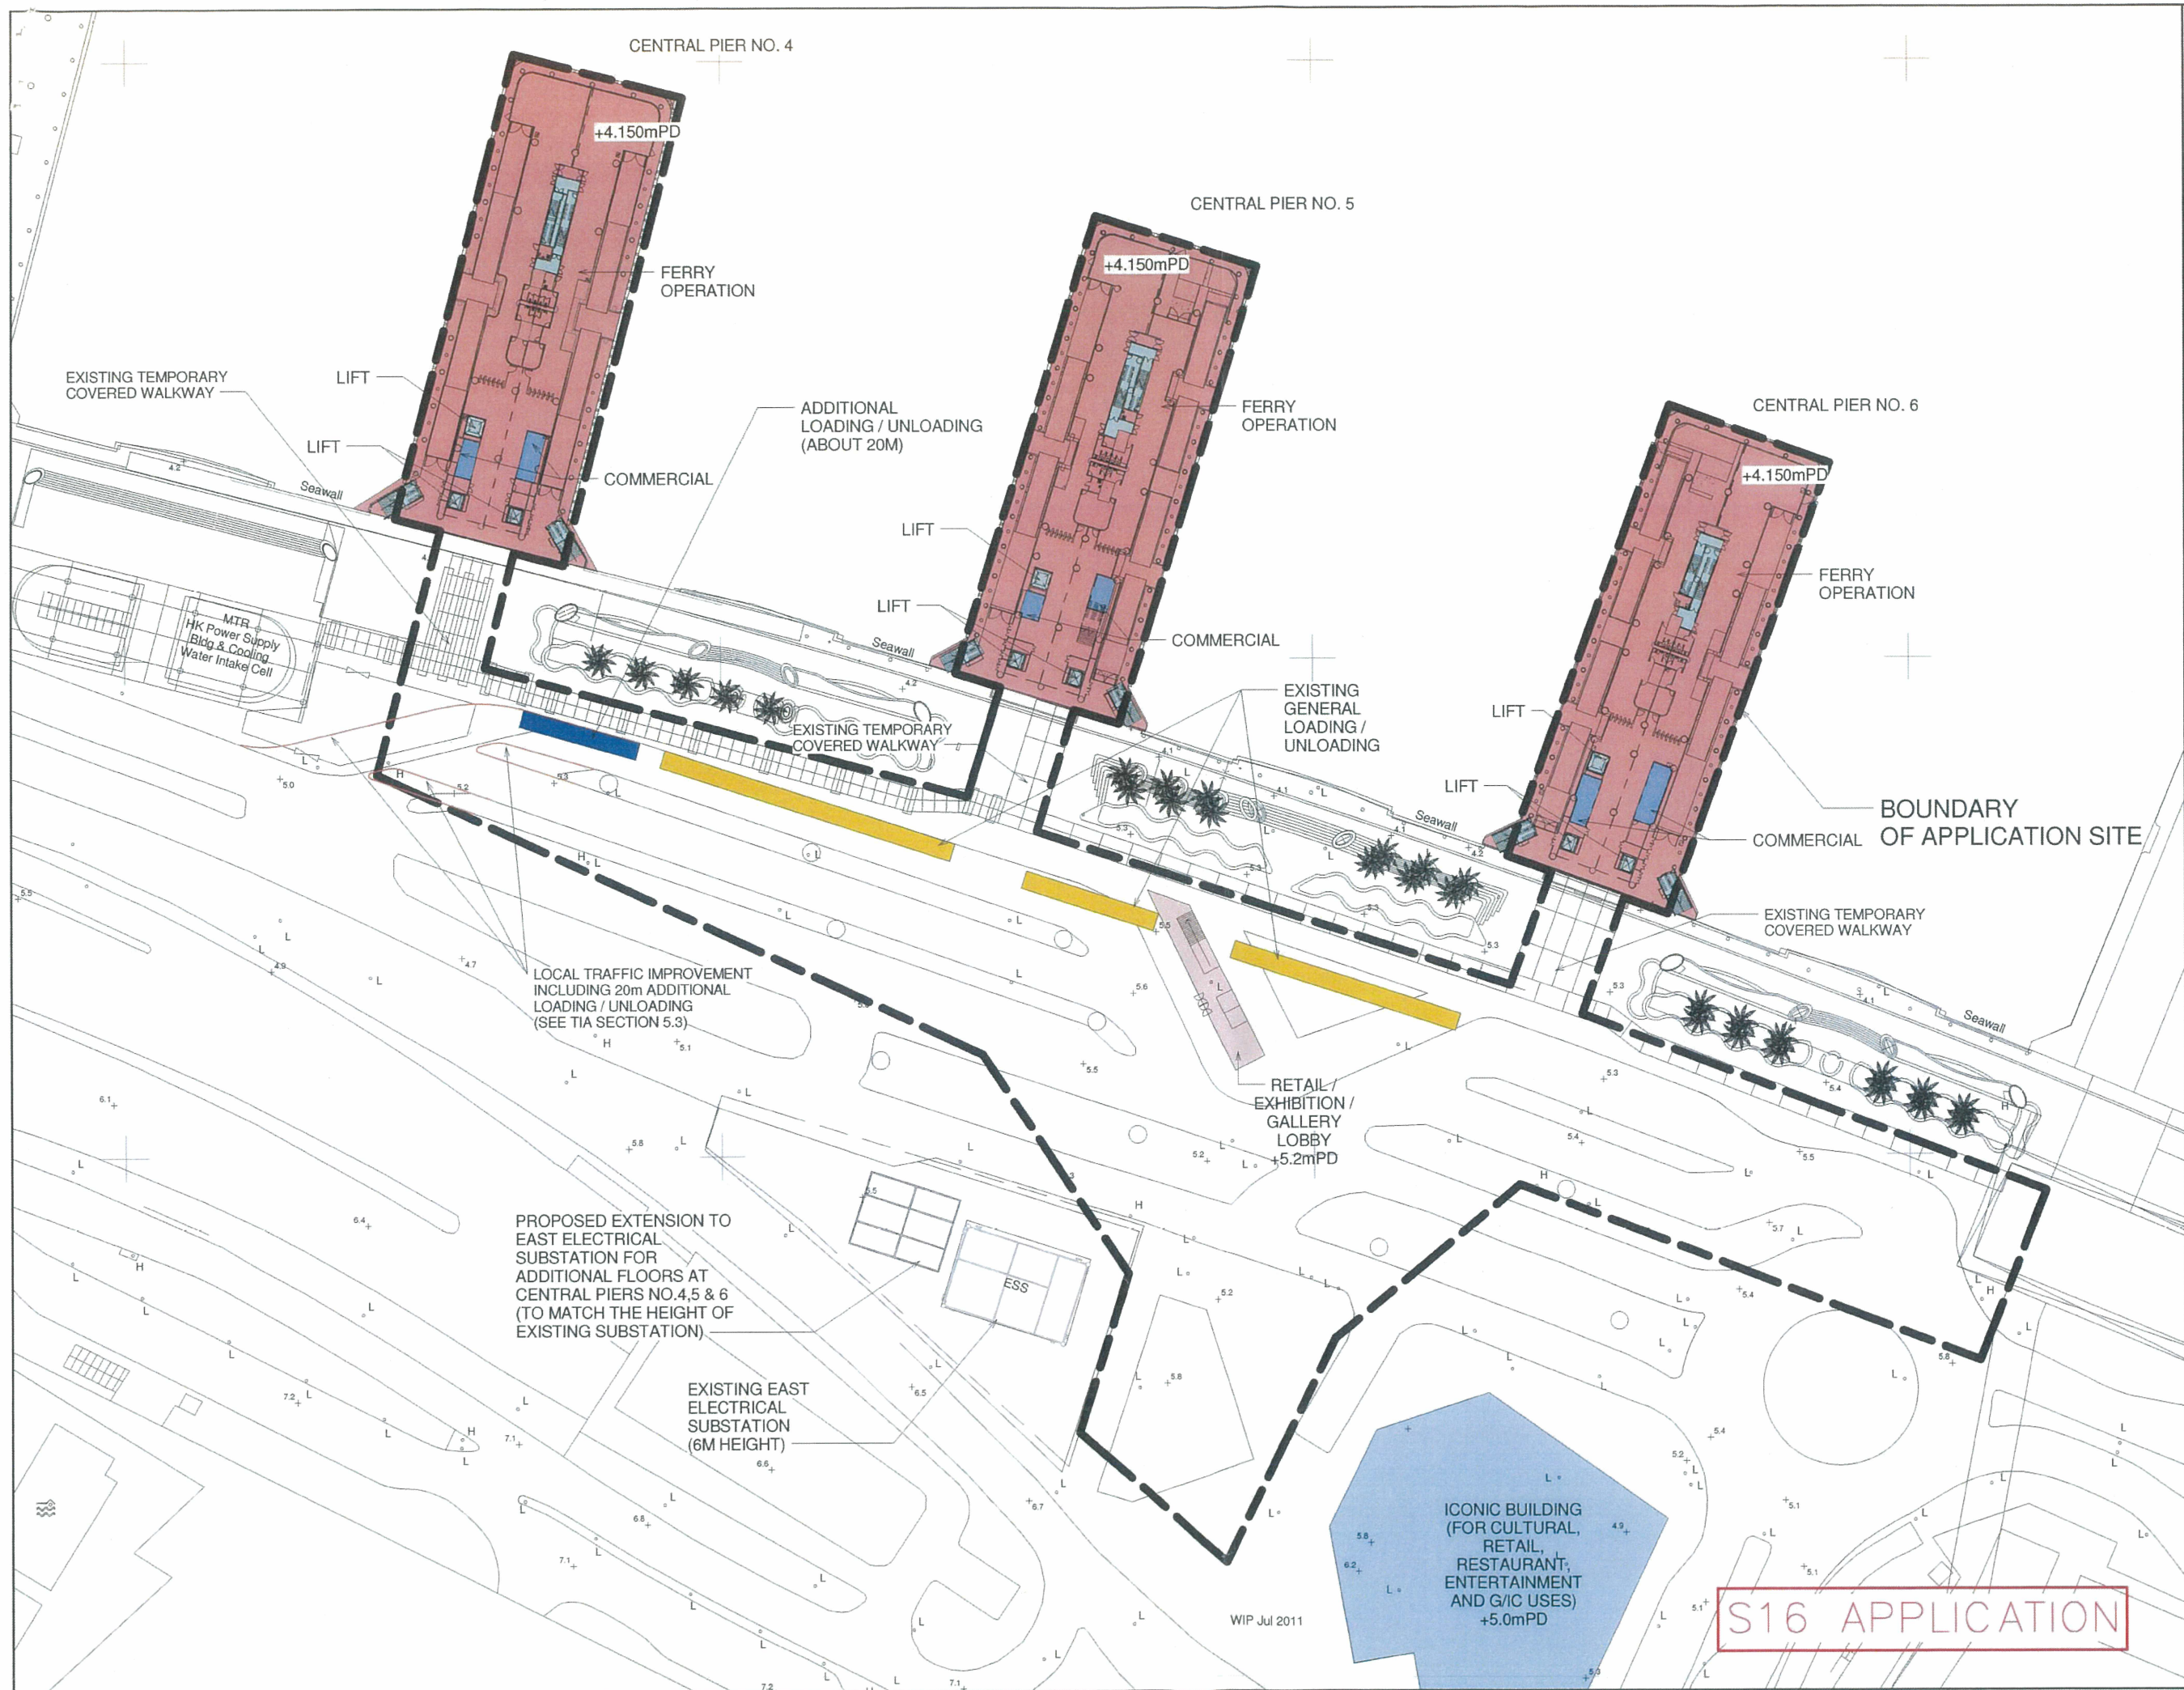 CENTRAL PIER NO. 4
+4.150mPD
FERRY
OPERATION
EXISTING TEMPORARY
COVERED WALKWAY
LIFT
LIFT
COMMERCIAL
ADDITIONAL
LOADING / UNLOADING
(ABOUT 20M)
CENTRAL PIER NO. 5
+4.150mPD
FERRY
OPERATION
LIFT
LIFT
COMMERCIAL
CENTRAL PIER NO. 6
+4.150mPD
FERRY
OPERATION
LIFT
LIFT
COMMERCIAL
BOUNDARY
OF APPLICATION SITE
EXISTING TEMPORARY
COVERED WALKWAY
Seawall
4.2
MTR
HK Power Supply
Bldg & Cooling
Water Intake Cell
Seawall
4.2
EXISTING TEMPORARY
COVERED WALKWAY
EXISTING
GENERAL
LOADING /
UNLOADING
Seawall
4.2
Seawall
LOCAL TRAFFIC IMPROVEMENT
INCLUDING 20m ADDITIONAL
LOADING / UNLOADING
(SEE TIA SECTION 5.3)
RETAIL /
EXHIBITION /
GALLERY
LOBBY
+5.2mPD
PROPOSED EXTENSION TO
EAST ELECTRICAL
SUBSTATION FOR
ADDITIONAL FLOORS AT
CENTRAL PIERS NO.4,5 & 6
(TO MATCH THE HEIGHT OF
EXISTING SUBSTATION)
ESS
EXISTING EAST
ELECTRICAL
SUBSTATION
(6M HEIGHT)
ICONIC BUILDING
(FOR CULTURAL,
RETAIL,
RESTAURANT,
ENTERTAINMENT
AND G/IC USES)
+5.0mPD
WIP Jul 2011
S16 APPLICATION